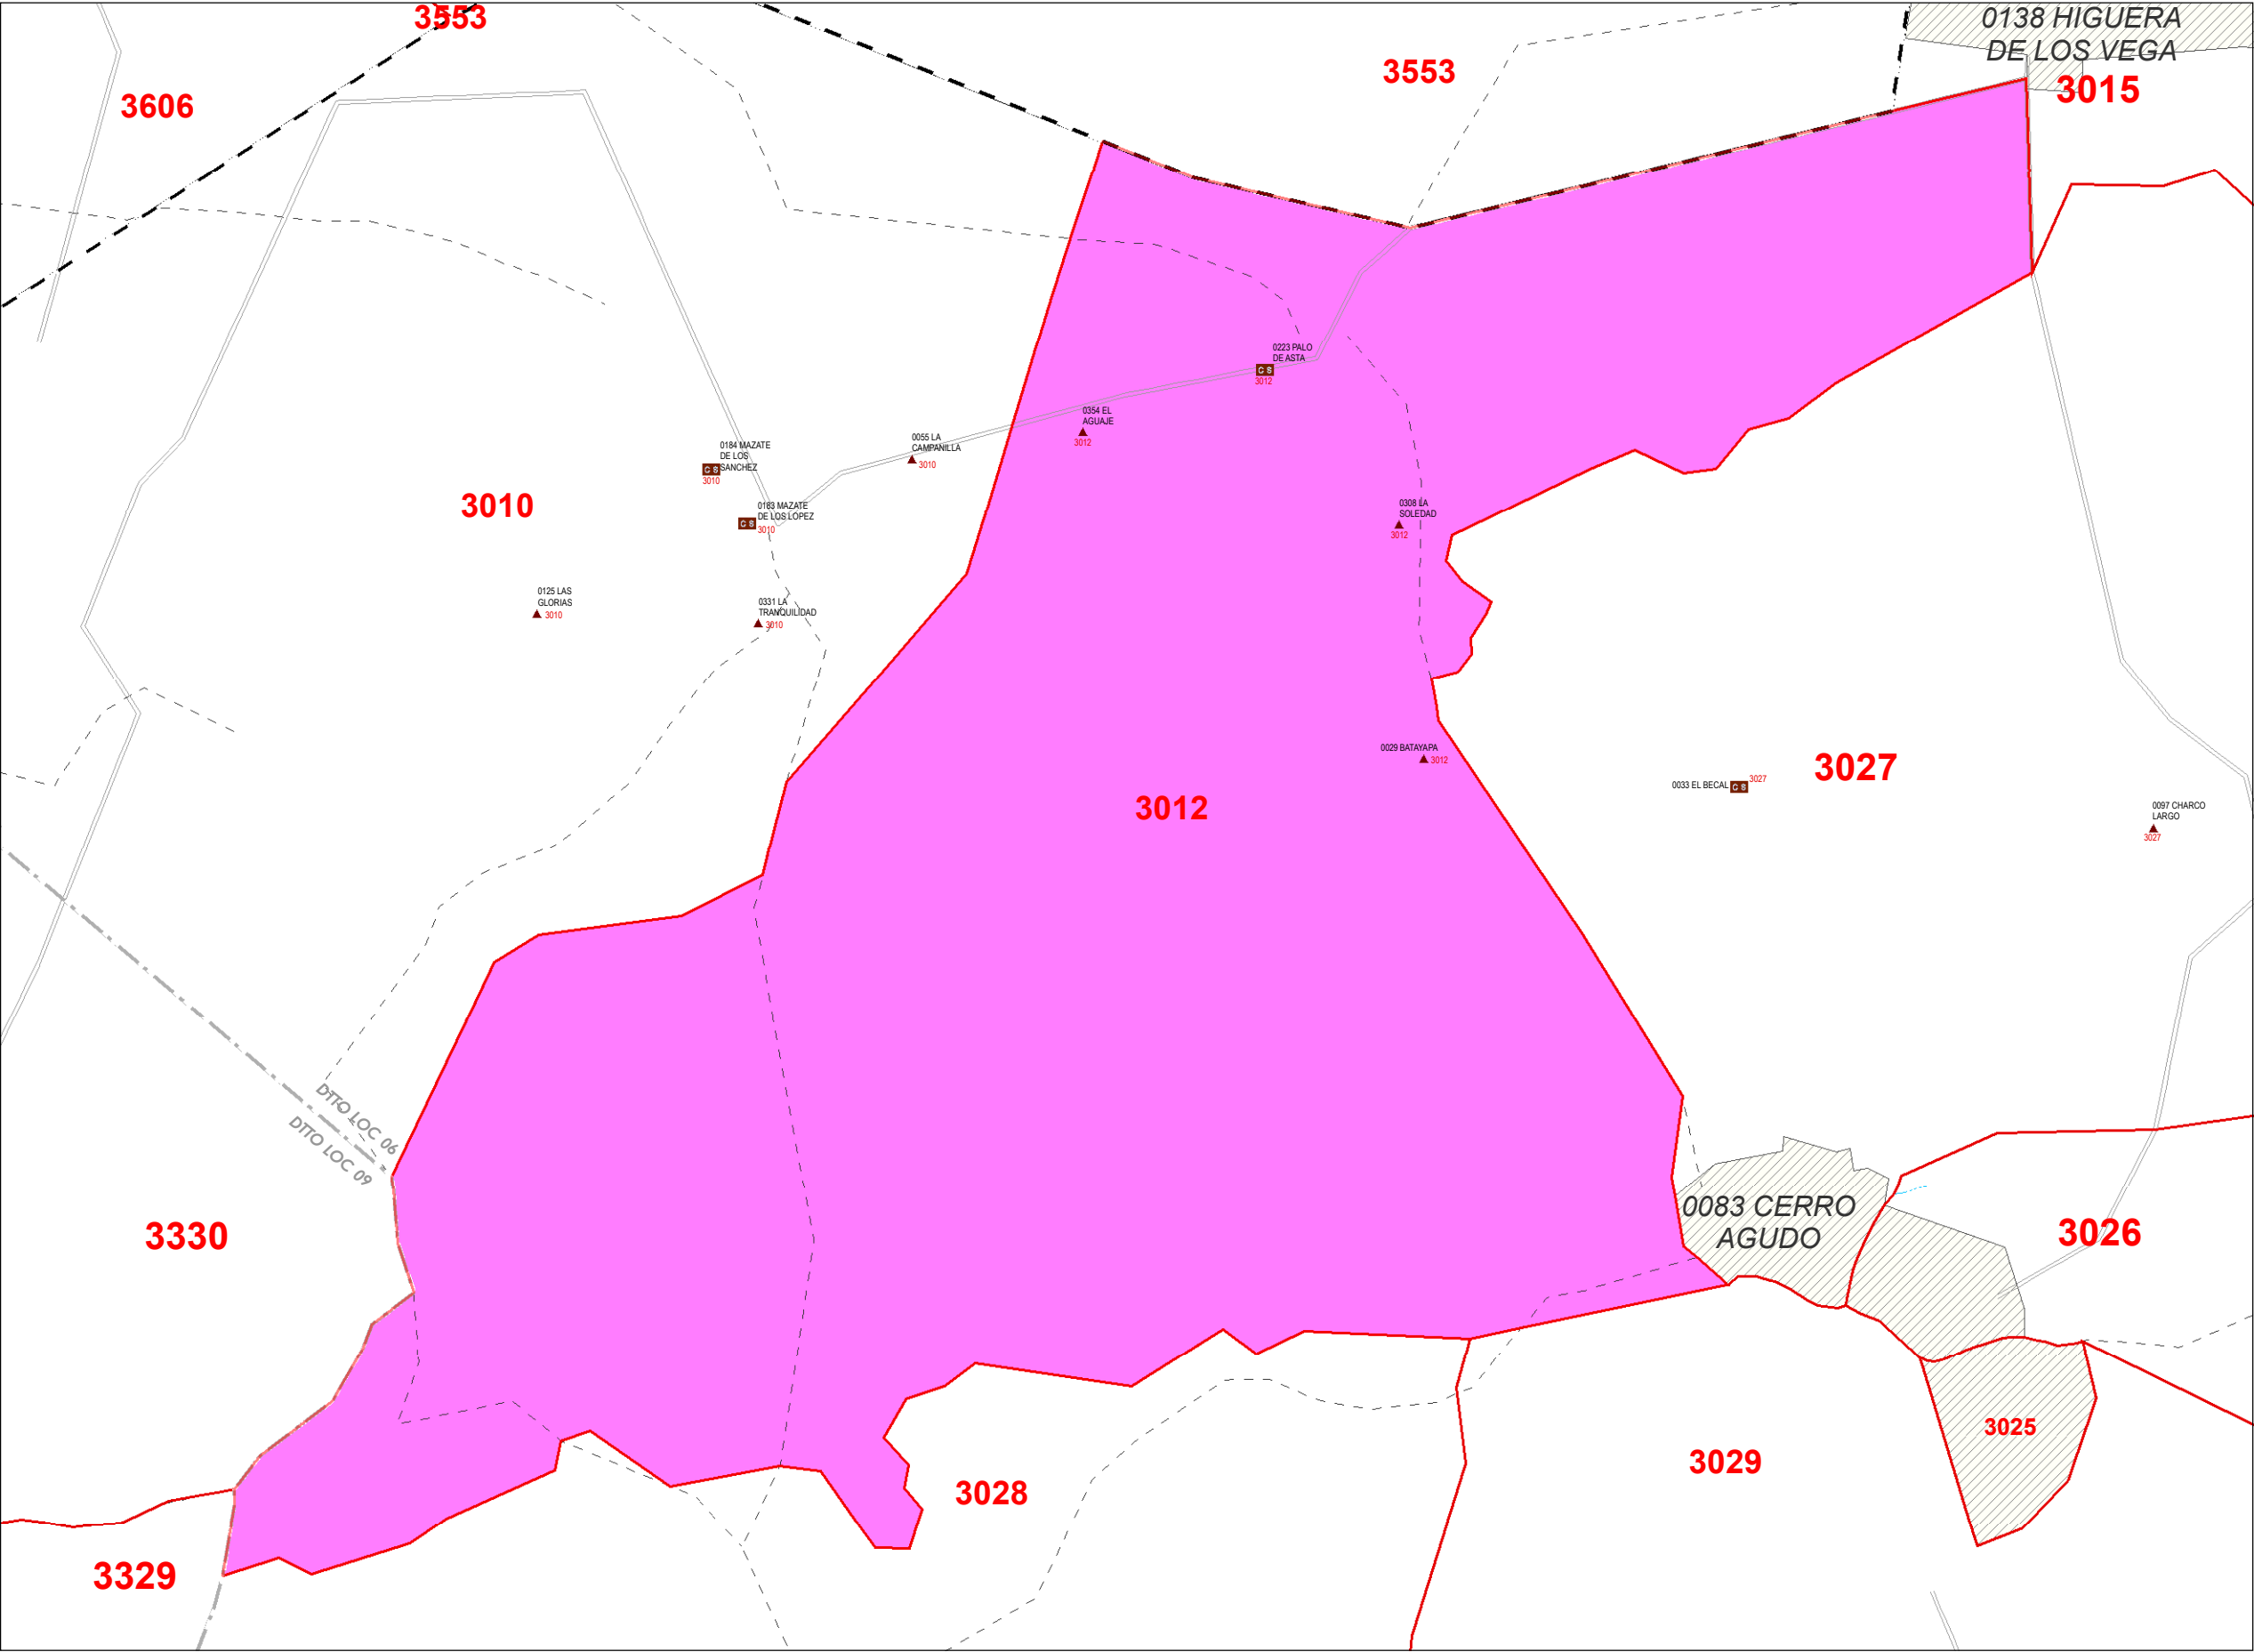 3553
0138 HIGUERA
DE LOS VEGA
3553
3015
3606
0223 PALO
DE ASTA
C S
3012
0354 EL
AGUAJE
3012
0055 LA
CAMPANILLA
3010
0184 MAZATE
DE LOS
SANCHEZ
C S
3010
3010
0183 MAZATE
DE LOS LOPEZ
C S
3010
0308 LA
SOLEDAD
3012
0125 LAS
GLORIAS
3010
0331 LA
TRANQUILIDAD
3010
0029 BATAYAPA
3012
3027
0033 EL BECAL
C S
3027
3012
0097 CHARCO
LARGO
3027
DTTO LOC 06
DTTO LOC 09
0083 CERRO
AGUDO
3330
3026
3025
3029
3028
3329